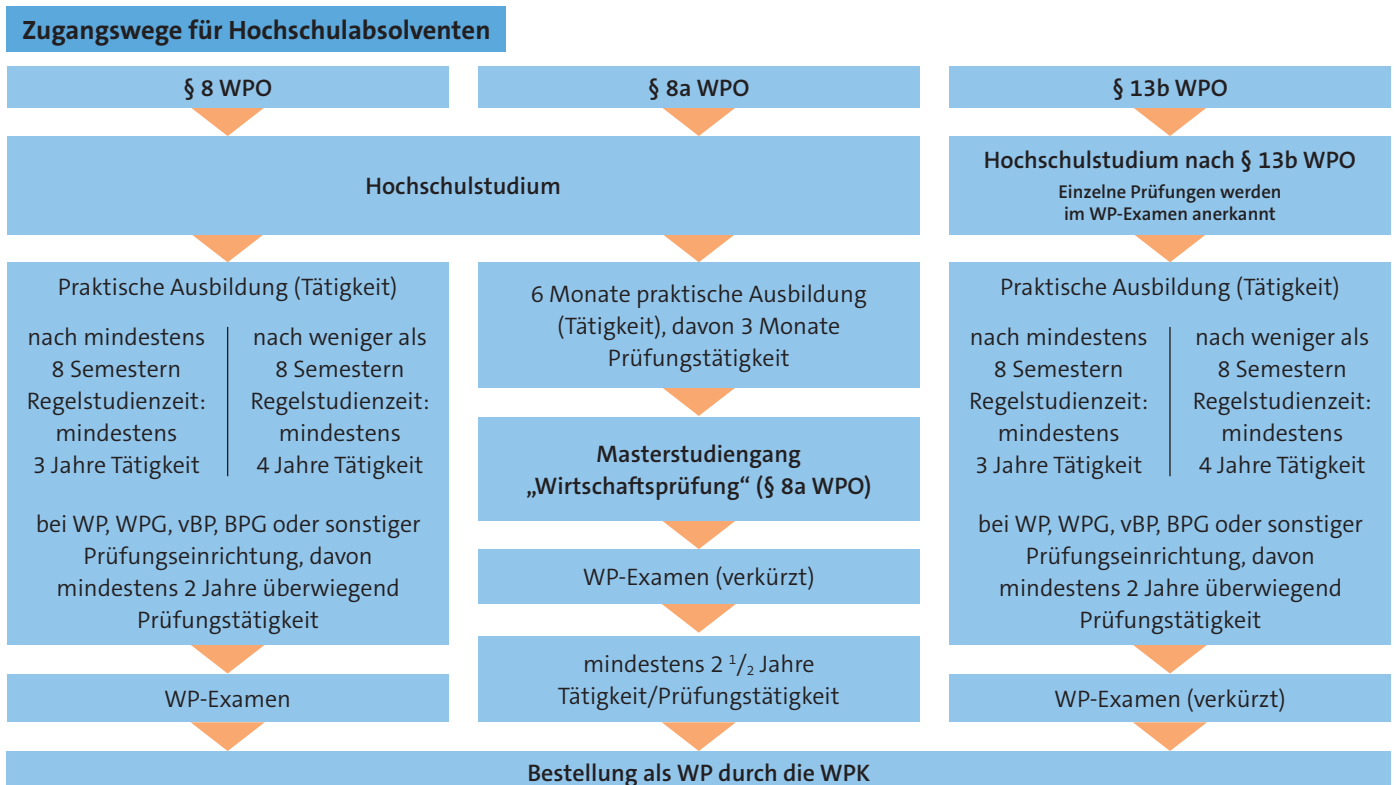 Zugangswege für Hochschulabsolventen
§ 8 WPO
§ 8a WPO
§ 13b WPO
Hochschulstudium
Hochschulstudium nach § 13b WPO
Einzelne Prüfungen werden
im WP-Examen anerkannt
Praktische Ausbildung (Tätigkeit)
nach mindestens
8 Semestern
Regelstudienzeit:
mindestens
3 Jahre Tätigkeit
nach weniger als
8 Semestern
Regelstudienzeit:
mindestens
4 Jahre Tätigkeit
bei WP, WPG, vBP, BPG oder sonstiger
Prüfungseinrichtung, davon
mindestens 2 Jahre überwiegend
Prüfungstätigkeit
WP-Examen
6 Monate praktische Ausbildung
(Tätigkeit), davon 3 Monate
Prüfungstätigkeit
Masterstudiengang
„Wirtschaftsprüfung“ (§ 8a WPO)
WP-Examen (verkürzt)
mindestens 2 1/2 Jahre
Tätigkeit/Prüfungstätigkeit
Praktische Ausbildung (Tätigkeit)
nach mindestens
8 Semestern
Regelstudienzeit:
mindestens
3 Jahre Tätigkeit
nach weniger als
8 Semestern
Regelstudienzeit:
mindestens
4 Jahre Tätigkeit
bei WP, WPG, vBP, BPG oder sonstiger
Prüfungseinrichtung, davon
mindestens 2 Jahre überwiegend
Prüfungstätigkeit
WP-Examen (verkürzt)
Bestellung als WP durch die WPK